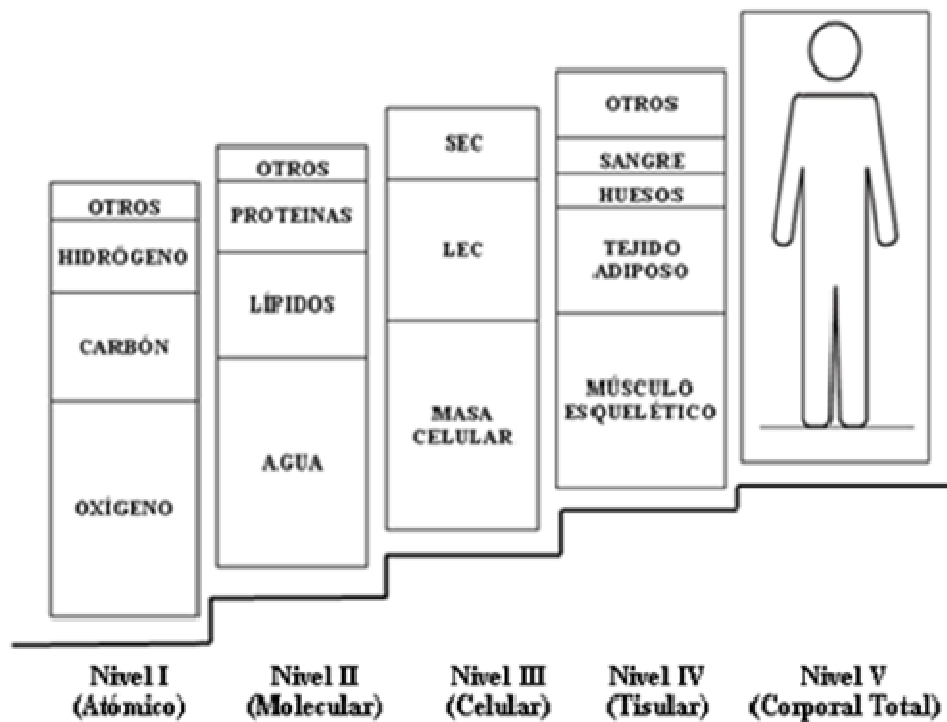 OTROS
HIDRÓGENO
CARBÓN
OXÍGENO
OTROS
PROTEINAS
LÍPIDOS
AGUA
SEC
LEC
MASA
CELULAR
OTROS
SANGRE
HUESOS
TEJIDO
ADIPOSO
MÚSCULO
ESQUELÉTICO
Nivel I
(Atómico)
Nivel II
(Molecular)
Nivel III
(Celular)
Nivel IV
(Tisular)
Nivel V
(Corporal Total)